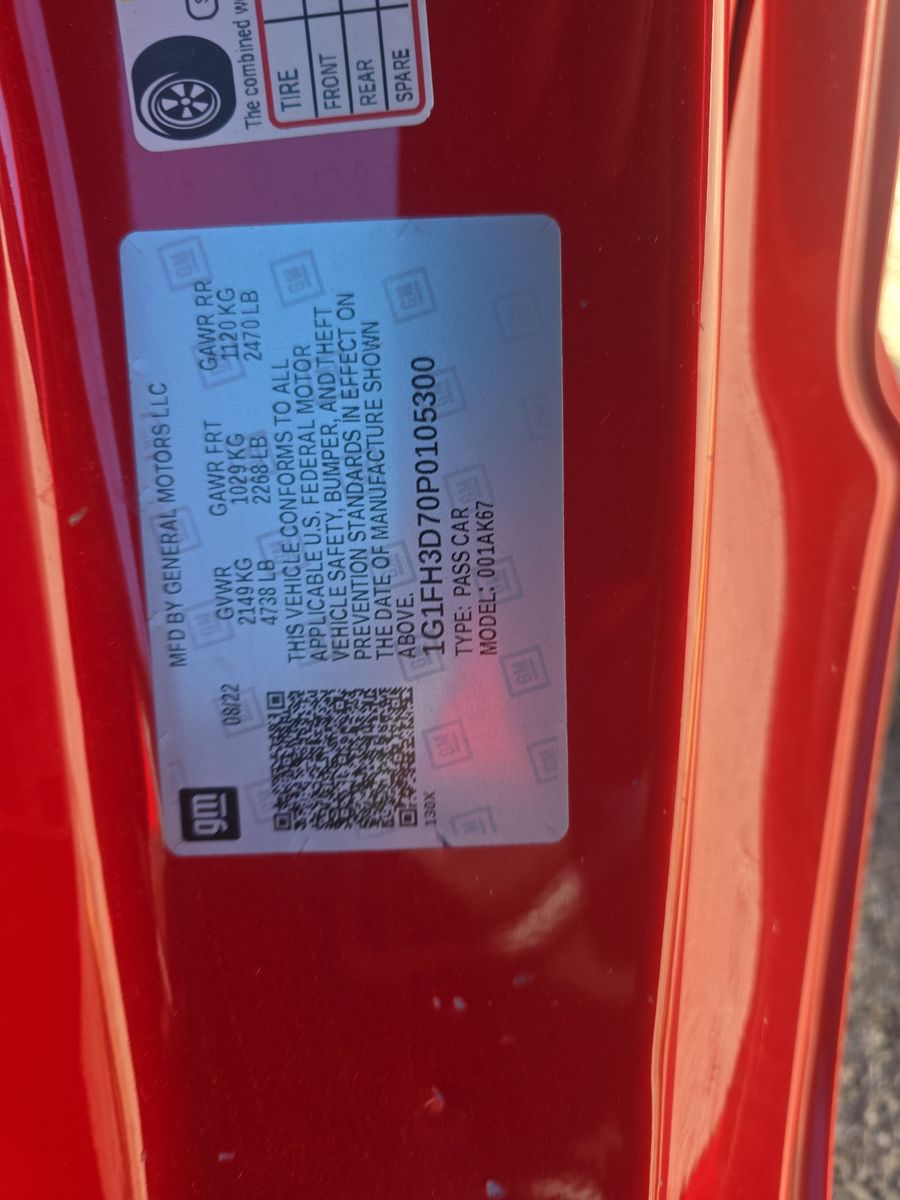 The combined
TIRE
FRONT
REAR
SPARE
gm
MFD BY GENERAL MOTORS LLC
08/22
GVWR GAWR FRT GAWR RR
2149 KG 1029 KG 1120 KG
4738 LB 2268 LB 2470 LB
THIS VEHICLE CONFORMS TO ALL
APPLICABLE U.S. FEDERAL MOTOR
VEHICLE SAFETY, BUMPER, AND THEFT
PREVENTION STANDARDS IN EFFECT ON
THE DATE OF MANUFACTURE SHOWN
ABOVE.
1G1FH3D70P0105300
TYPE: PASS CAR
MODEL: 001AK67
130X